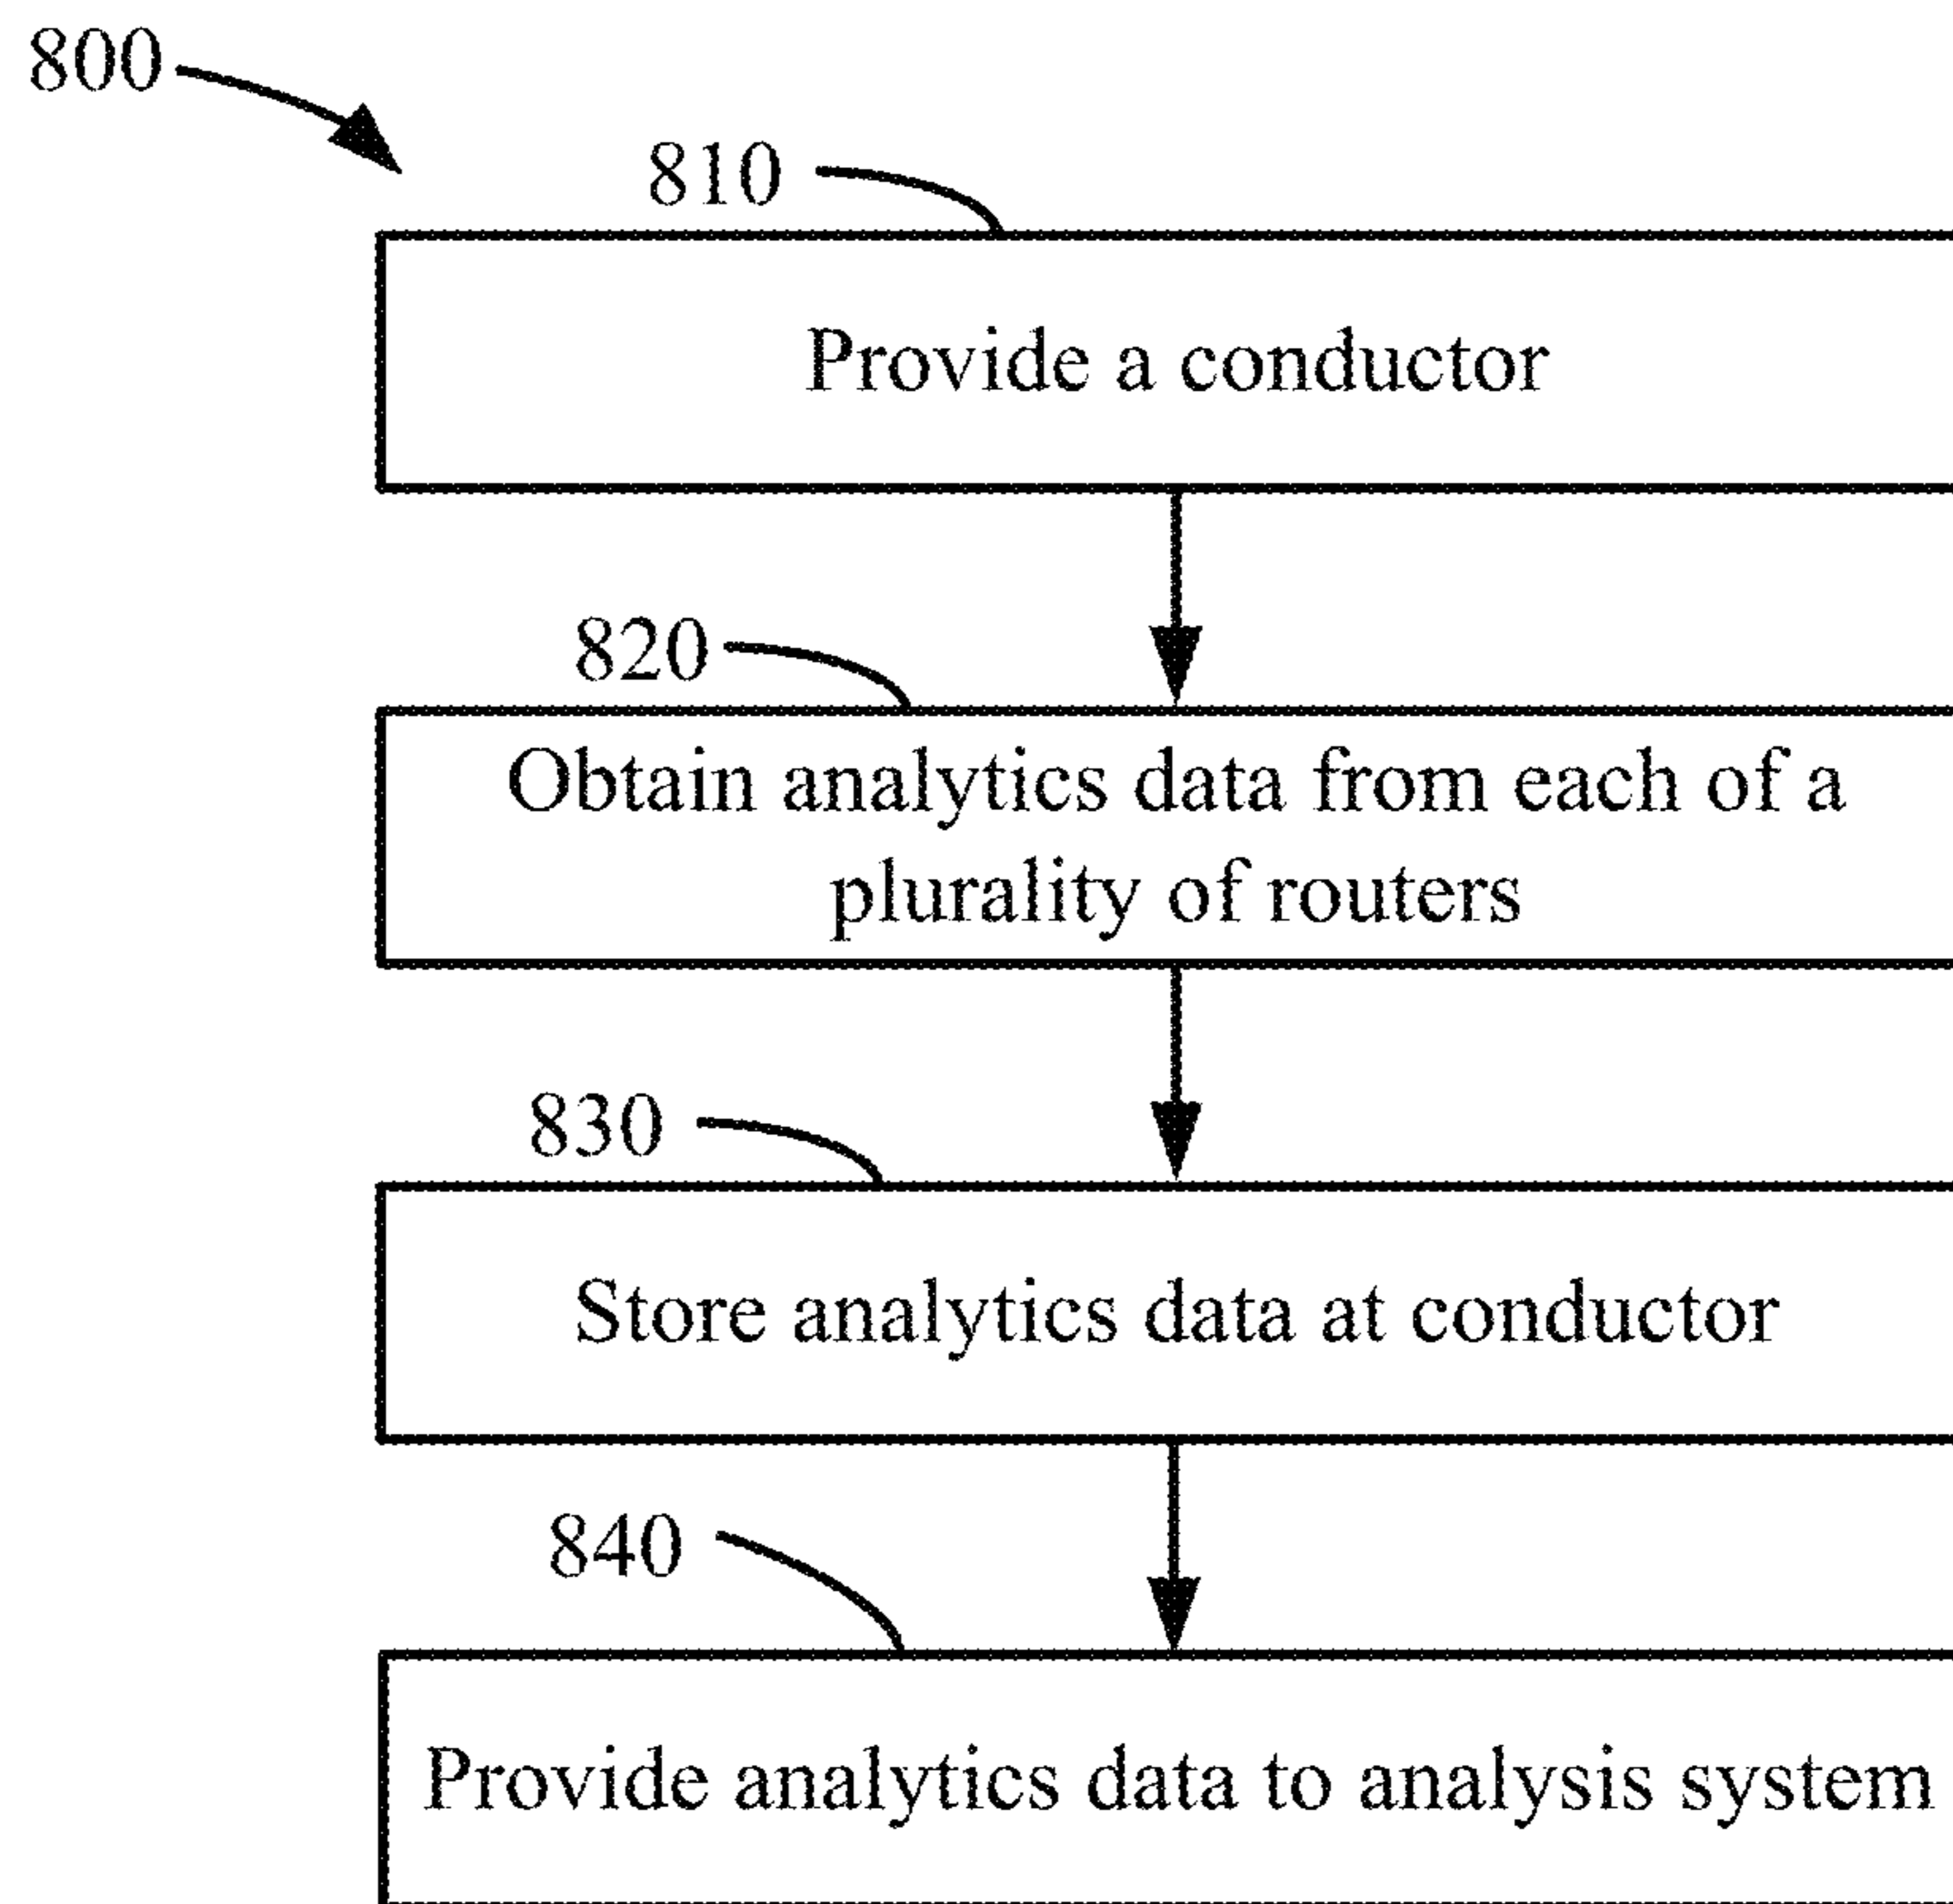 800
810
Provide a conductor
820
Obtain analytics data from each of a
plurality of routers
830
Store analytics data at conductor
840
Provide analytics data to analysis system